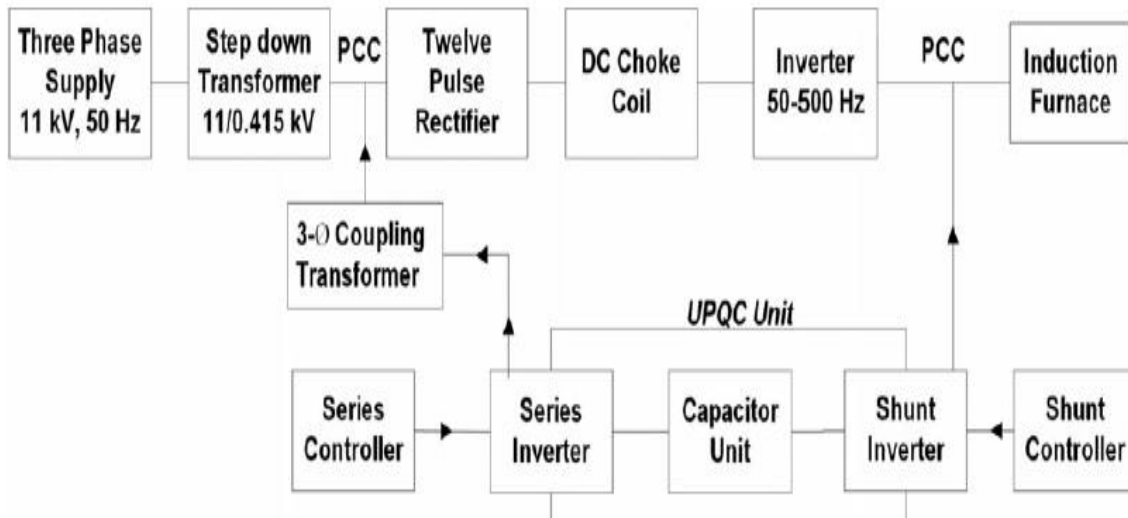 Three Phase
Supply
11 kV, 50 Hz
Step down
Transformer
11/0.415 kV
PCC
Twelve
Pulse
Rectifier
DC Choke
Coil
Inverter
50-500 Hz
PCC
Induction
Furnace
3-Ø Coupling
Transformer
UPQC Unit
Series
Controller
Series
Inverter
Capacitor
Unit
Shunt
Inverter
Shunt
Controller